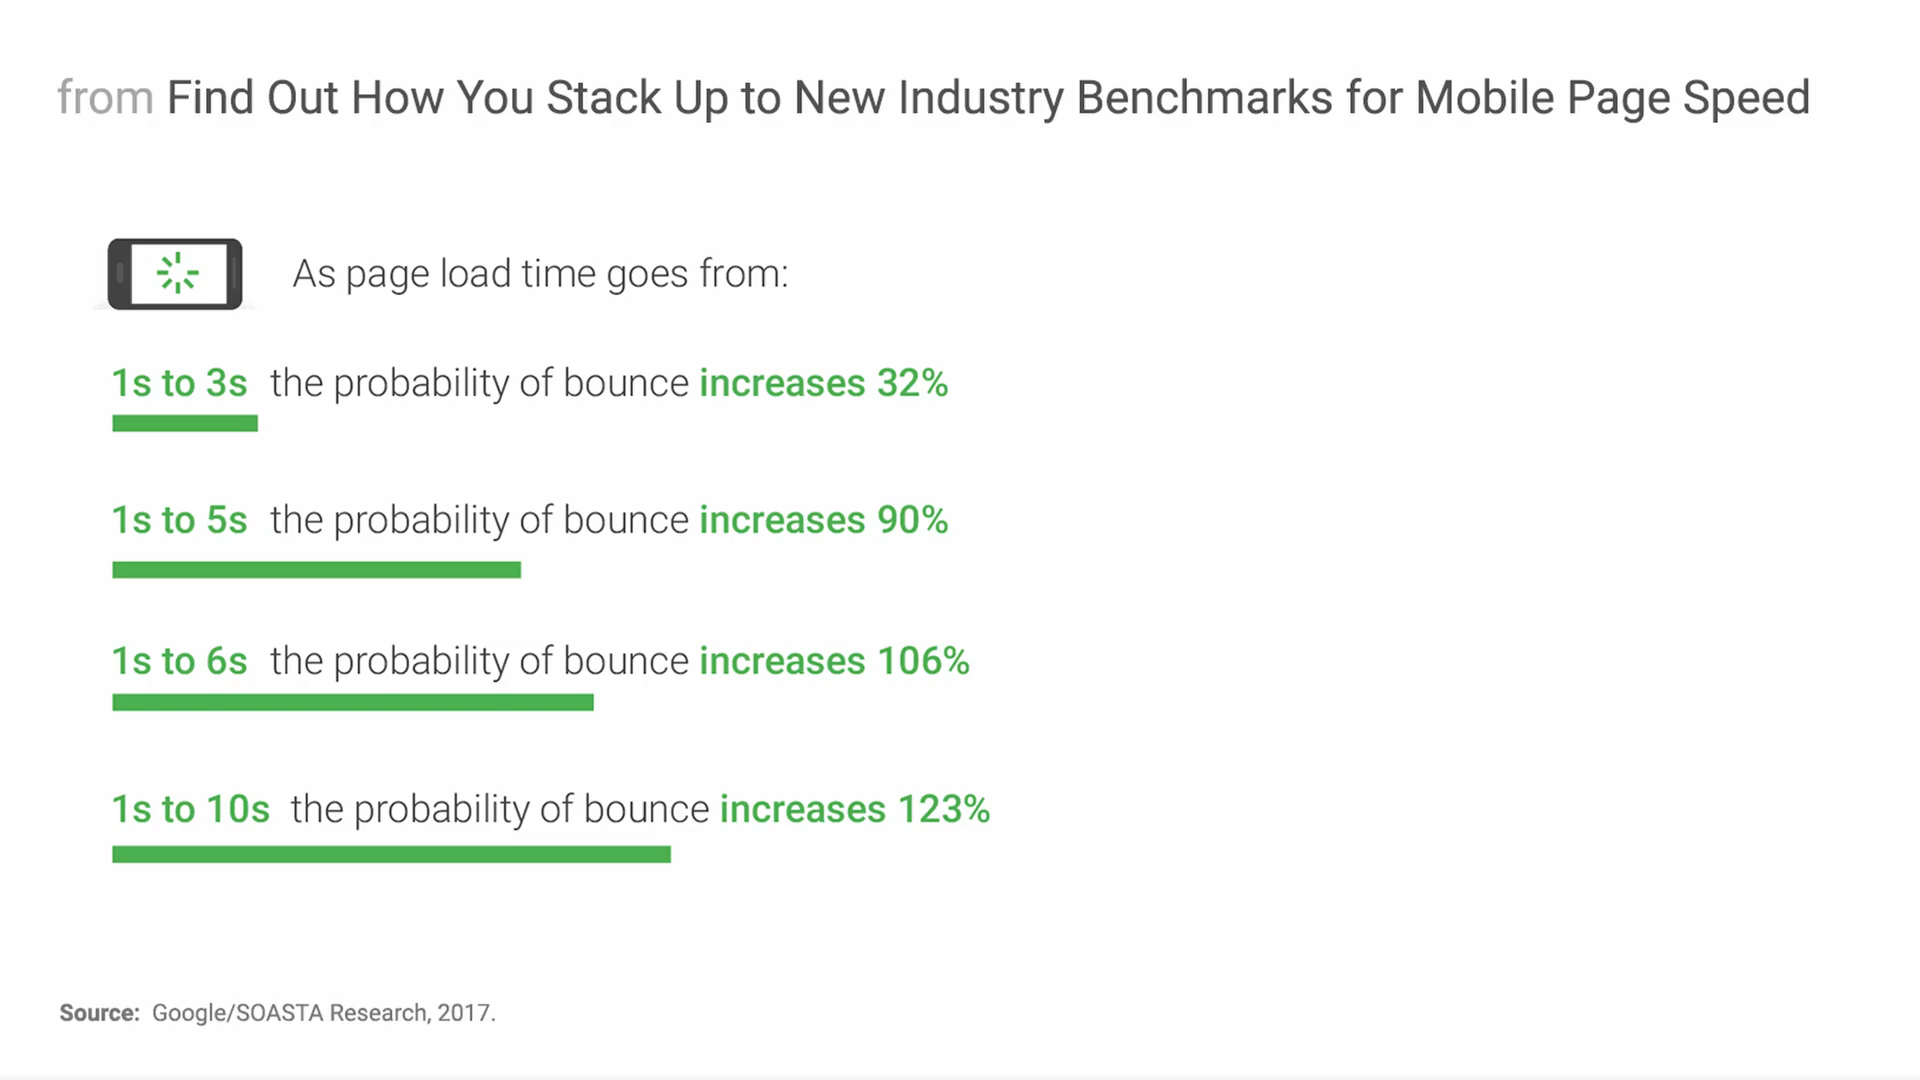 from Find Out How You Stack Up to New Industry Benchmarks for Mobile Page Speed
As page load time goes from:
1s to 3s the probability of bounce increases 32%
1s to 5s the probability of bounce increases 90%
1s to 6s the probability of bounce increases 106%
1s to 10s the probability of bounce increases 123%
Source: Google/SOASTA Research, 2017.